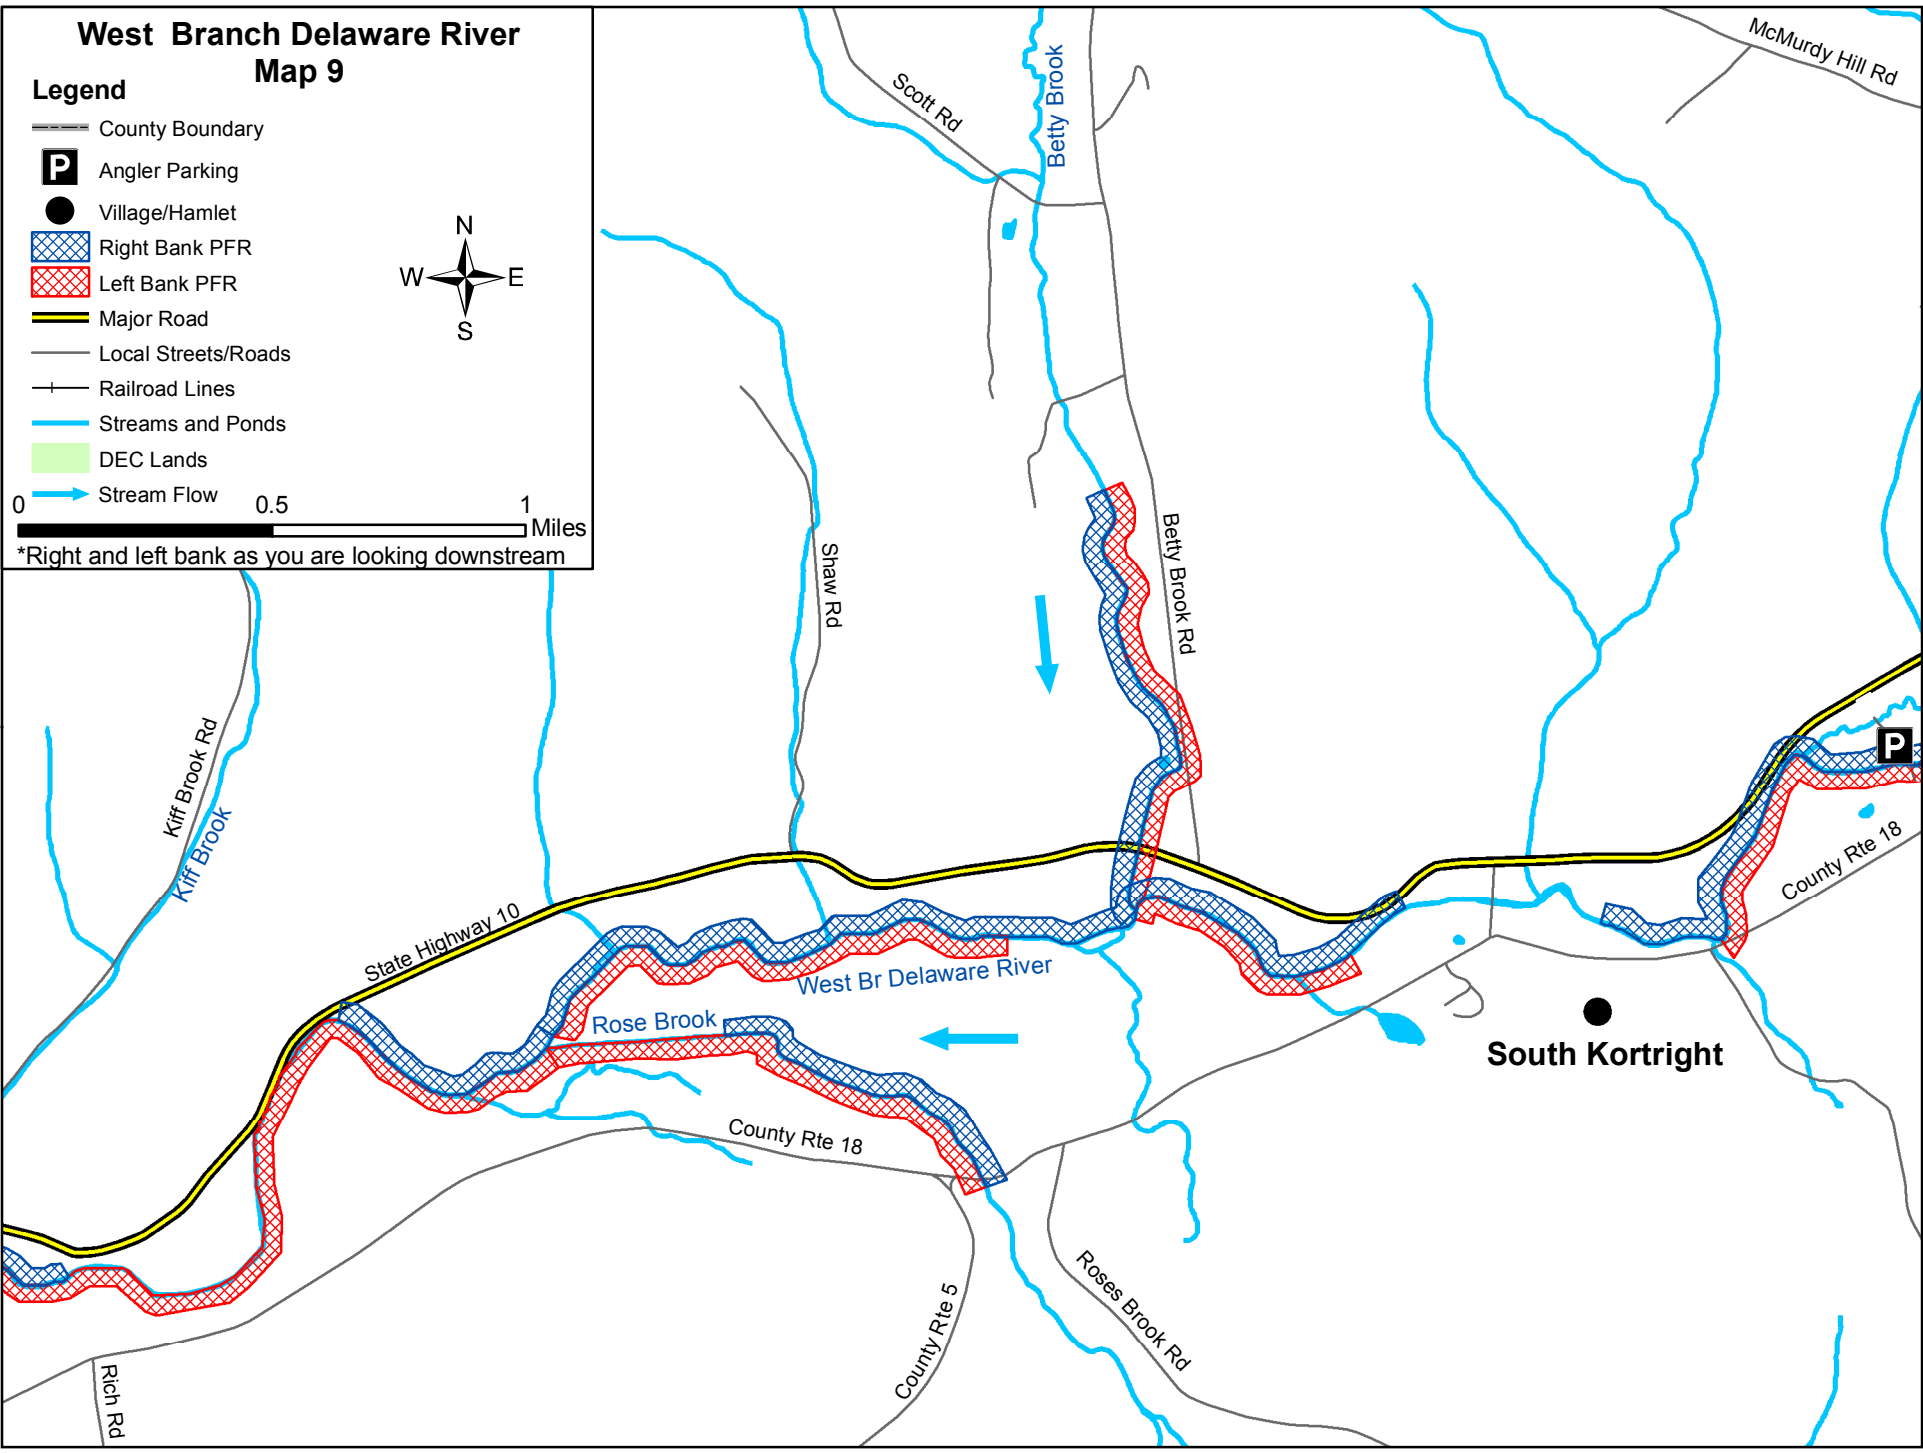 West Branch Delaware River
Map 9
Legend
County Boundary
P
Angler Parking
Village/Hamlet
Right Bank PFR
Left Bank PFR
Major Road
Local Streets/Roads
Railroad Lines
Streams and Ponds
DEC Lands
Stream Flow
N
W E
S
0 0.5 1
Miles
*Right and left bank as you are looking downstream
Scott Rd
Betty Brook
McMurdy Hill Rd
Shaw Rd
Betty Brook Rd
Kiff Brook Rd
Kiff Brook
P
County Rte 18
State Highway 10
West Br Delaware River
Rose Brook
South Kortright
County Rte 18
County Rte 5
Roses Brook Rd
Rich Rd